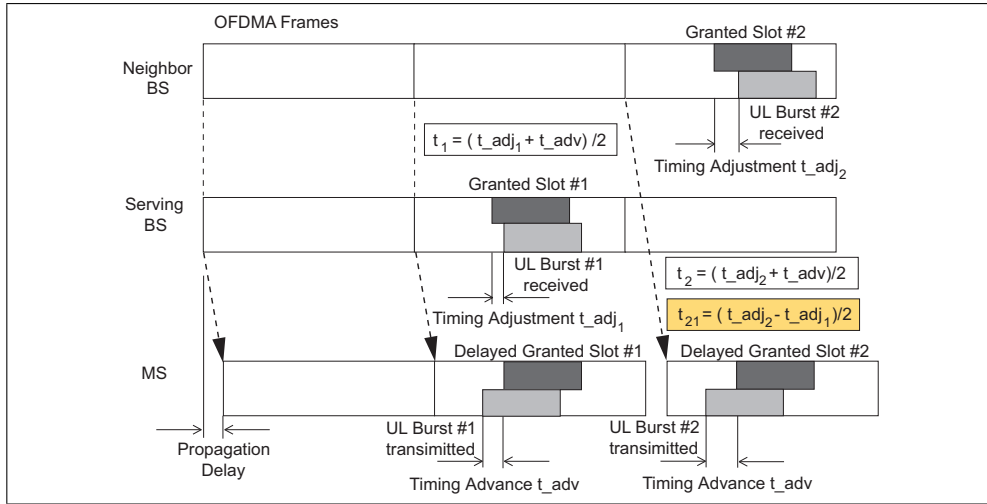 OFDMA Frames
Granted Slot #2
Neighbor
BS
UL Burst #2
received
t_1 = ( t_adj_1 + t_adv) /2
Timing Adjustment t_adj_2
Granted Slot #1
Serving
BS
UL Burst #1
received
t_2 = ( t_adj_2 + t_adv)/2
Timing Adjustment t_adj_1
t_21 = ( t_adj_2 - t_adj_1)/2
Delayed Granted Slot #1
Delayed Granted Slot #2
MS
UL Burst #1
transimitted
UL Burst #2
transmitted
Propagation
Delay
Timing Advance t_adv
Timing Advance t_adv